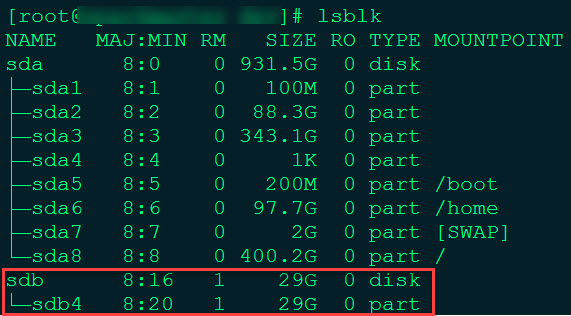 [root@ ]# lsblk
NAME MAJ:MIN RM SIZE RO TYPE MOUNTPOINT
sda 8:0 0 931.5G 0 disk
├─sda1 8:1 0 100M 0 part
├─sda2 8:2 0 88.3G 0 part
├─sda3 8:3 0 343.1G 0 part
├─sda4 8:4 0 1K 0 part
├─sda5 8:5 0 200M 0 part /boot
├─sda6 8:6 0 97.7G 0 part /home
├─sda7 8:7 0 2G 0 part [SWAP]
└─sda8 8:8 0 400.2G 0 part /
sdb 8:16 1 29G 0 disk
└─sdb4 8:20 1 29G 0 part